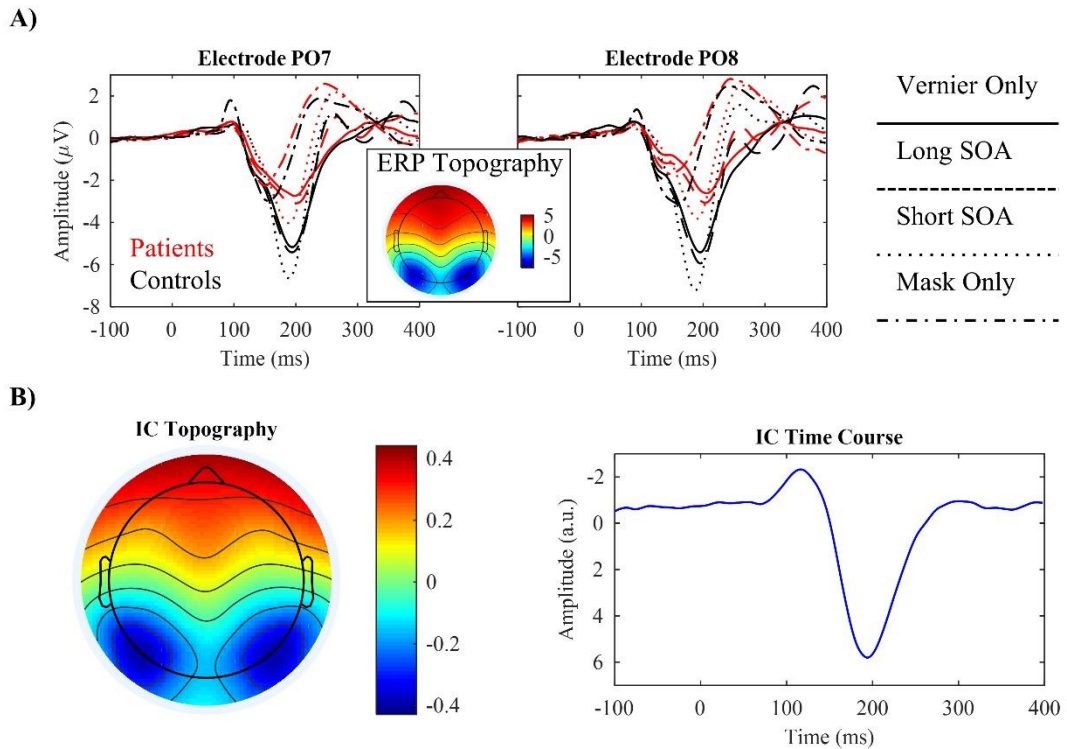 A)
Electrode PO7
Electrode PO8
Amplitude (μV)
2
0
-2
-4
-6
-8
-100 0 100 200 300 400
Time (ms)
Patients
Controls
ERP Topography
5
0
-5
-100 0 100 200 300 400
Time (ms)
Vernier Only
Long SOA
Short SOA
Mask Only
B)
IC Topography
0.4
0.2
0
-0.2
-0.4
IC Time Course
Amplitude (a.u.)
-2
0
2
4
6
-100 0 100 200 300 400
Time (ms)